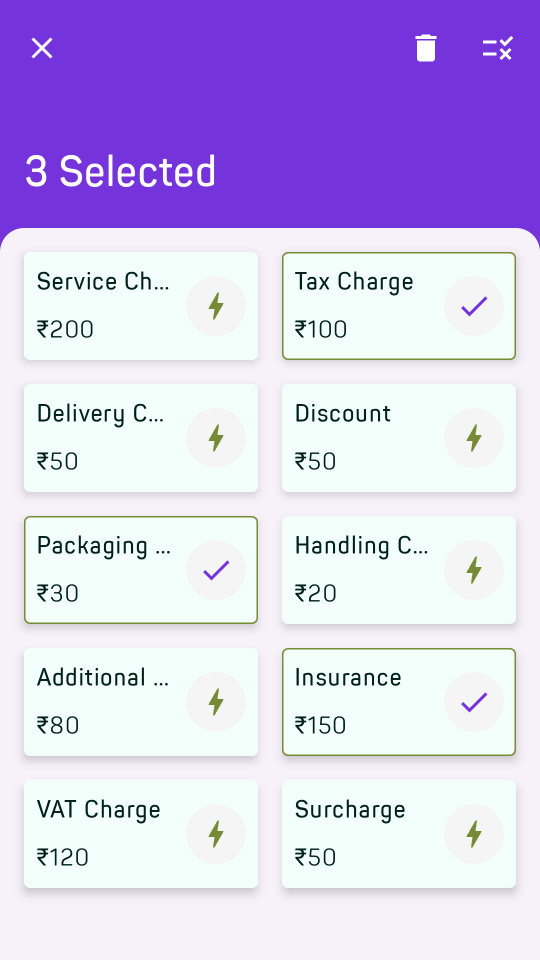 3 Selected
Service Ch...
₹200
Tax Charge
₹100
Delivery C...
₹50
Discount
₹50
Packaging ...
₹30
Handling C...
₹20
Additional ...
₹80
Insurance
₹150
VAT Charge
₹120
Surcharge
₹50